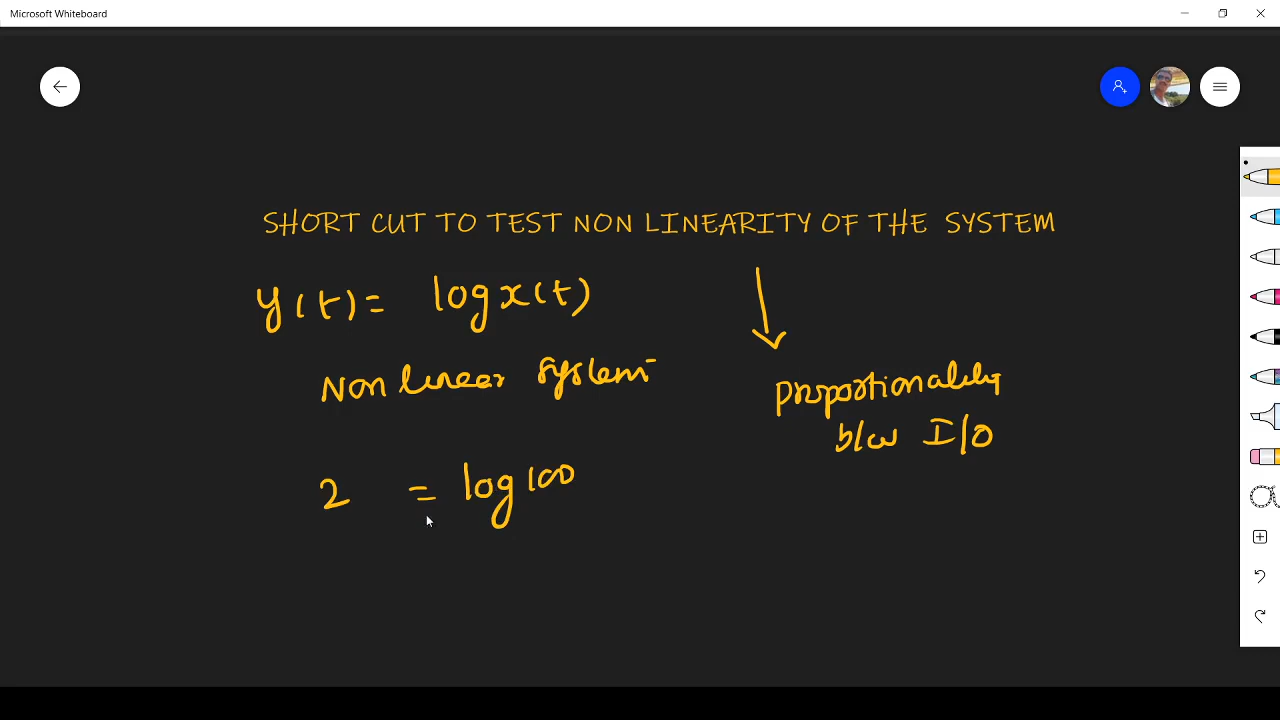 Microsoft Whiteboard
SHORT CUT TO TEST NON LINEARITY OF THE SYSTEM
y(t) = log x(t)
Non linear system
Proportionality
b/w I/O
2 = log 100